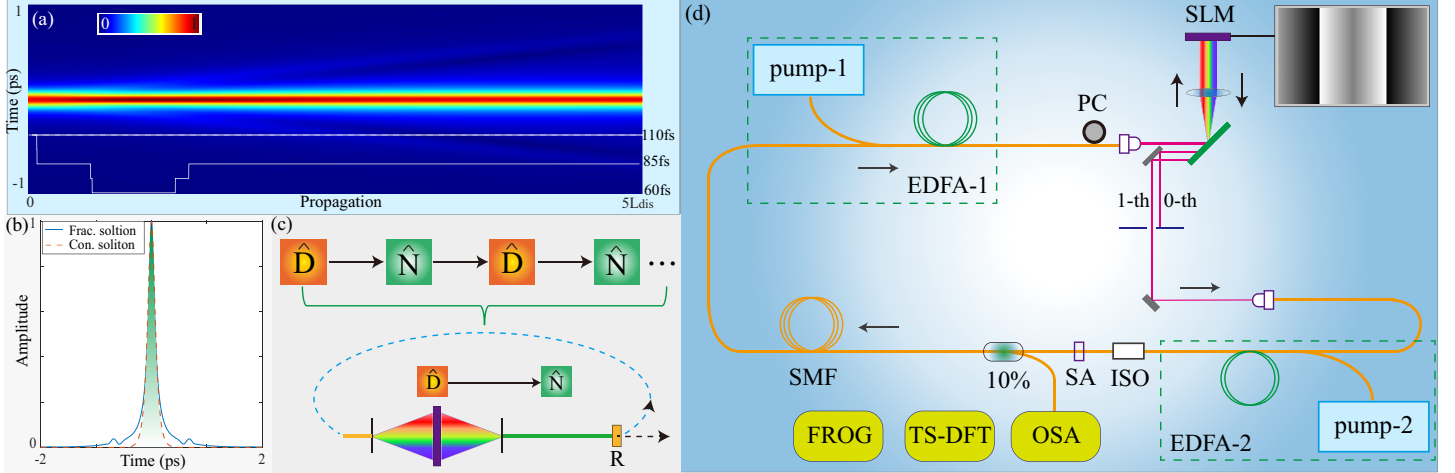 (a)
1
0
1
Time (ps)
110fs
85fs
-1
60fs
0
Propagation
5Ldis
(b)
1
Frac. soltion
Con. soliton
Amplitude
0
-2
2
Time (ps)
(c)
D̂
N̂
D̂
N̂
...
D̂
N̂
R
(d)
SLM
pump-1
PC
EDFA-1
1-th
0-th
SMF
10%
SA
ISO
FROG
TS-DFT
OSA
EDFA-2
pump-2